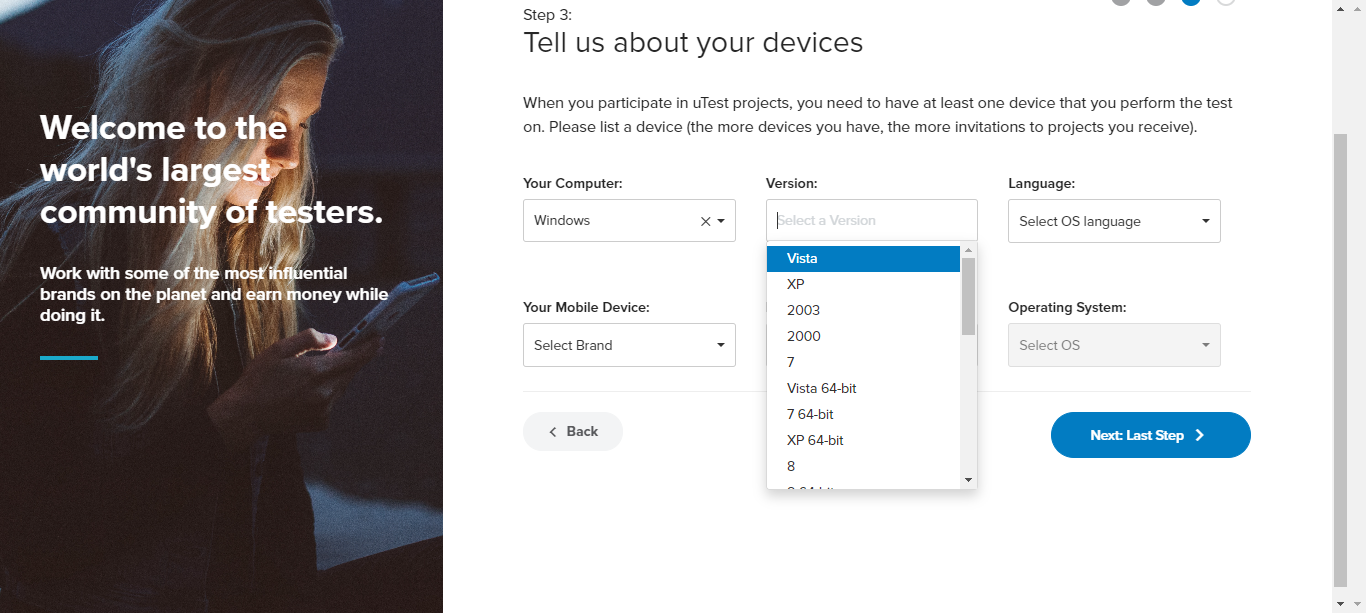 Welcome to the
world's largest
community of testers.
Work with some of the most influential
brands on the planet and earn money while
doing it.
Step 3:
Tell us about your devices
When you participate in uTest projects, you need to have at least one device that you perform the test
on. Please list a device (the more devices you have, the more invitations to projects you receive).
Your Computer:
Version:
Language:
Windows
Select a Version
Select OS language
Vista
XP
2003
2000
7
Vista 64-bit
7 64-bit
XP 64-bit
8
Your Mobile Device:
Operating System:
Select Brand
Select OS
Back
Next: Last Step